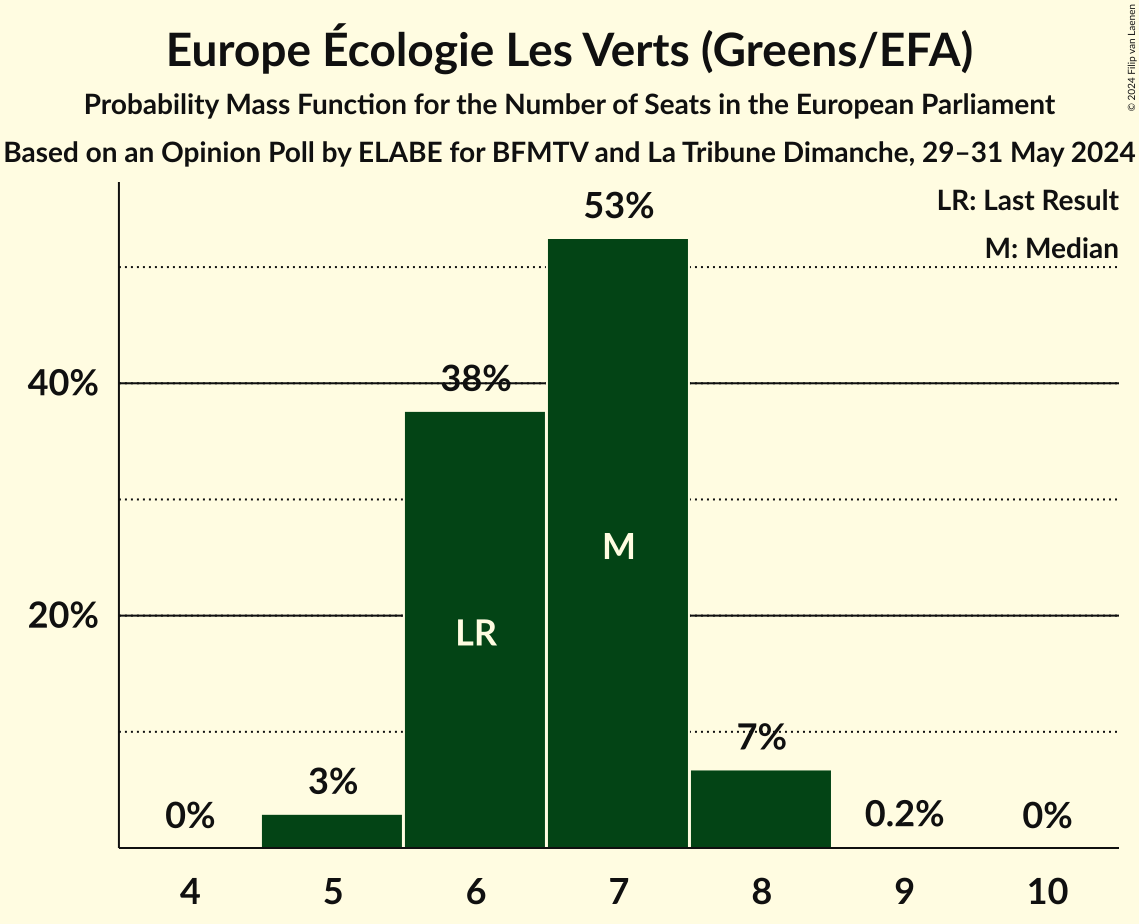 Europe Écologie Les Verts (Greens/EFA)
Probability Mass Function for the Number of Seats in the European Parliament
Based on an Opinion Poll by ELABE for BFMTV and La Tribune Dimanche, 29–31 May 2024
© 2024 Filip van Laenen
LR: Last Result
M: Median
53%
38%
40%
M
LR
20%
7%
3%
0%
0.2%
0%
4 5 6 7 8 9 10